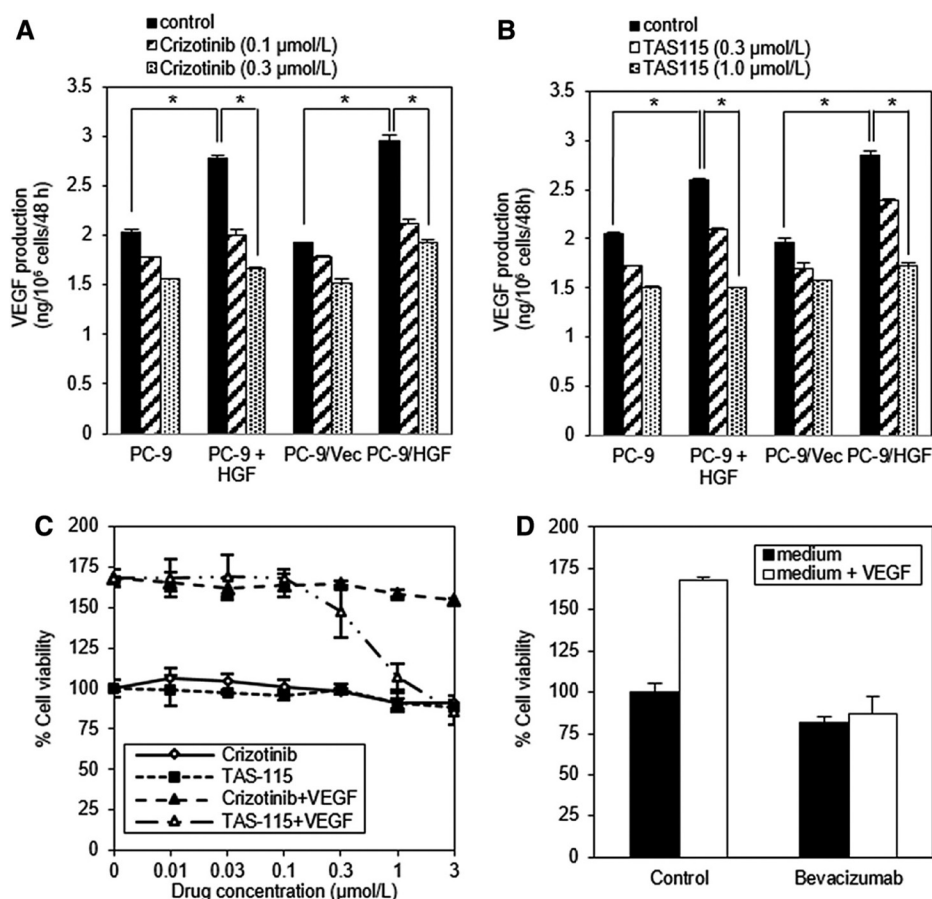 A
control
Crizotinib (0.1 µmol/L)
Crizotinib (0.3 µmol/L)
3.5
3
2.5
2
1.5
1
0.5
0
VEGF production
(ng/10⁶ cells/48 h)
* * * *
PC-9 PC-9 + PC-9/Vec PC-9/HGF
HGF
B
control
TAS115 (0.3 µmol/L)
TAS115 (1.0 µmol/L)
3.5
3
2.5
2
1.5
1
0.5
0
VEGF production
(ng/10⁶ cells/48h)
* * * *
PC-9 PC-9 + PC-9/Vec PC-9/HGF
HGF
C
200
175
150
125
100
75
50
25
0
% Cell viability
Crizotinib
TAS-115
Crizotinib+VEGF
TAS-115+VEGF
0 0.01 0.03 0.1 0.3 1 3
Drug concentration (µmol/L)
D
200
175
150
125
100
75
50
25
0
% Cell viability
medium
medium + VEGF
Control Bevacizumab